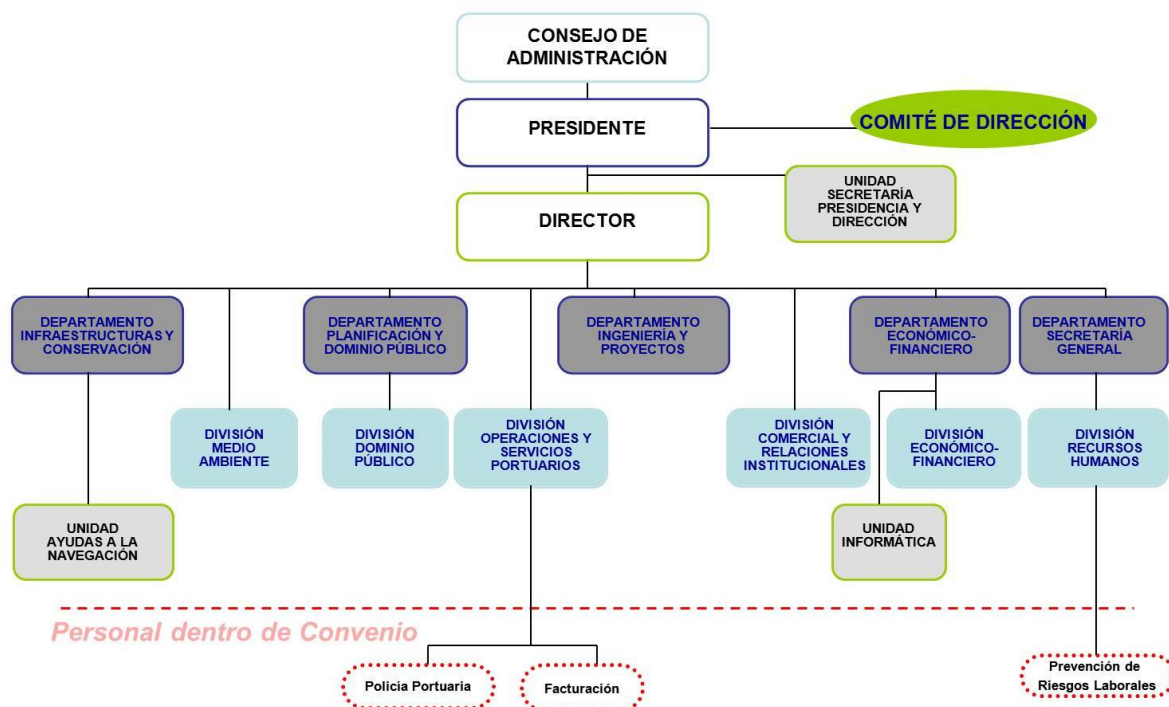 CONSEJO DE
ADMINISTRACIÓN
PRESIDENTE
COMITÉ DE DIRECCIÓN
UNIDAD
SECRETARÍA
PRESIDENCIA Y
DIRECCIÓN
DIRECTOR
DEPARTAMENTO
INFRAESTRUCTURAS Y
CONSERVACIÓN
DEPARTAMENTO
PLANIFICACIÓN Y
DOMINIO PÚBLICO
DEPARTAMENTO
INGENIERÍA Y
PROYECTOS
DEPARTAMENTO
ECONÓMICO-
FINANCIERO
DEPARTAMENTO
SECRETARÍA
GENERAL
DIVISIÓN
MEDIO
AMBIENTE
DIVISIÓN
DOMINIO
PÚBLICO
DIVISIÓN
OPERACIONES Y
SERVICIOS
PORTUARIOS
DIVISIÓN
COMERCIAL Y
RELACIONES
INSTITUCIONALES
DIVISIÓN
ECONÓMICO-
FINANCIERO
DIVISIÓN
RECURSOS
HUMANOS
UNIDAD
AYUDAS A LA
NAVEGACIÓN
UNIDAD
INFORMÁTICA
Personal dentro de Convenio
Policía Portuaria
Facturación
Prevención de
Riesgos Laborales